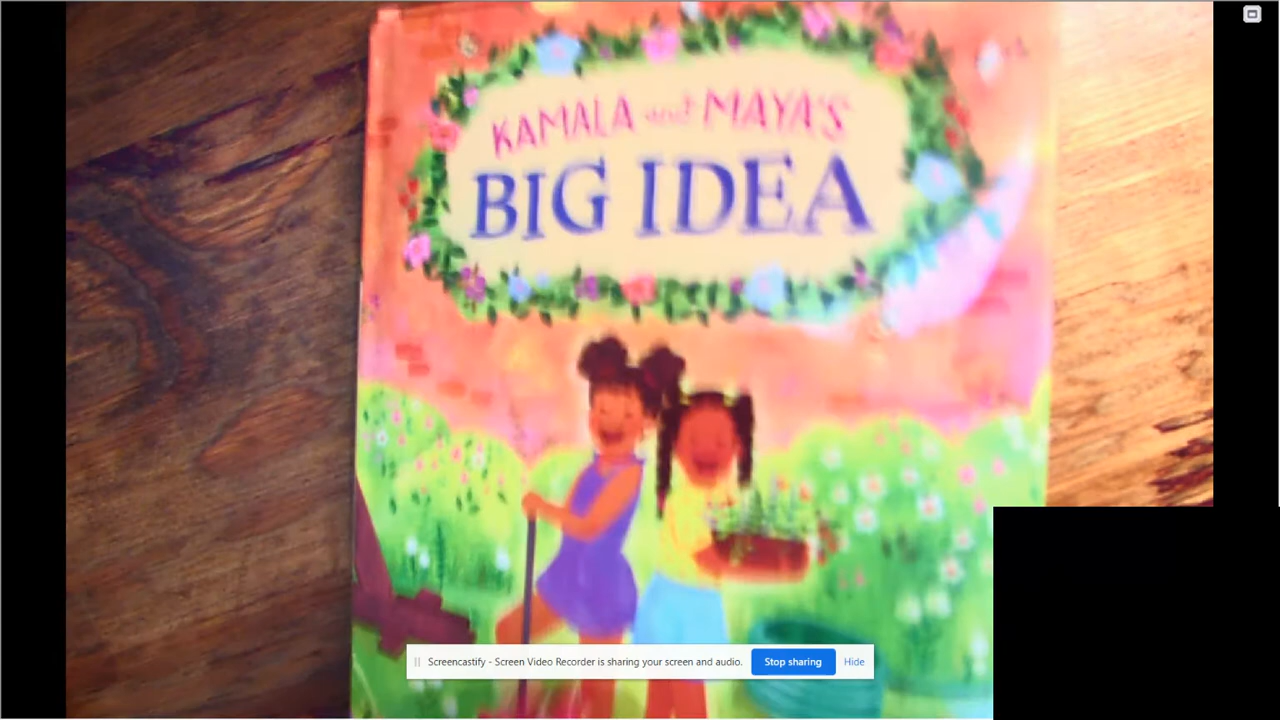 KAMALA and MAYA'S
BIG IDEA
Screencastify - Screen Video Recorder is sharing your screen and audio.
Stop sharing
Hide